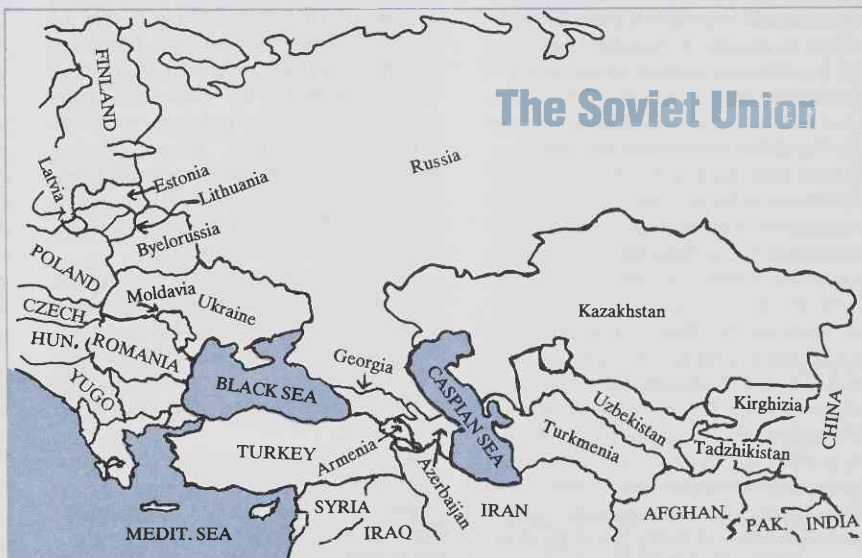 The Soviet Union
FINLAND
Russia
Latvia
Estonia
Lithuania
Byelorussia
POLAND
Moldavia
Ukraine
CZECH
HUN.
ROMANIA
YUGO
BLACK SEA
Georgia
CASPIAN SEA
Kazakhstan
Uzbekistan
Kirghizia
CHINA
Turkmenia
Tadzhikistan
TURKEY
Armenia
Azerbaijan
MEDIT. SEA
SYRIA
IRAQ
IRAN
AFGHAN.
PAK.
INDIA